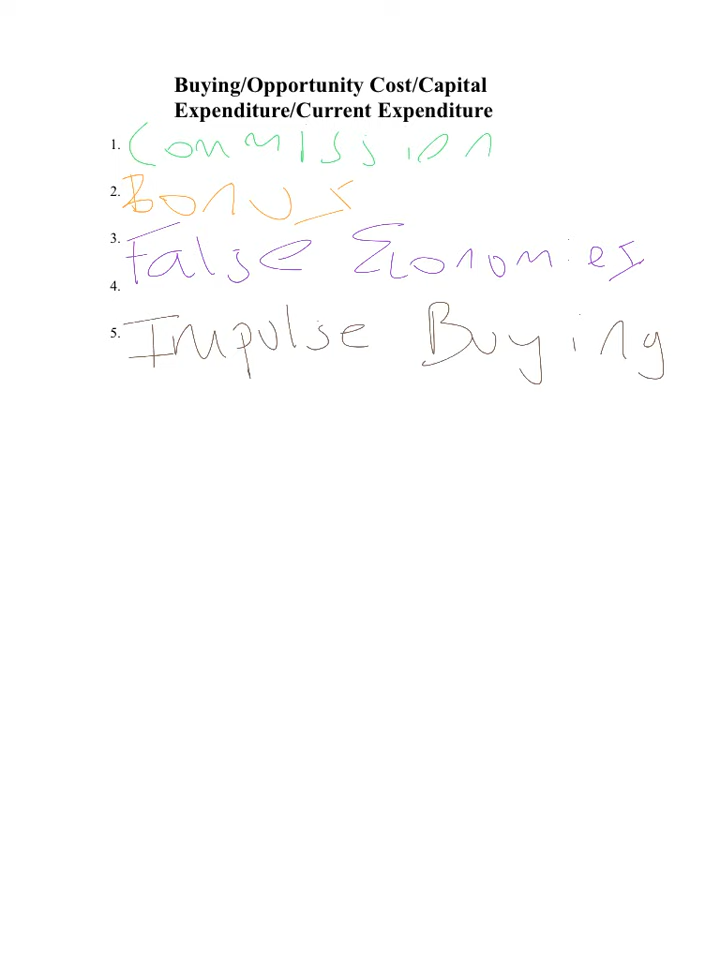 Buying/Opportunity Cost/Capital
Expenditure/Current Expenditure
1. Commission
2. Bonus
3. False Economies
4.
5. Impulse Buying